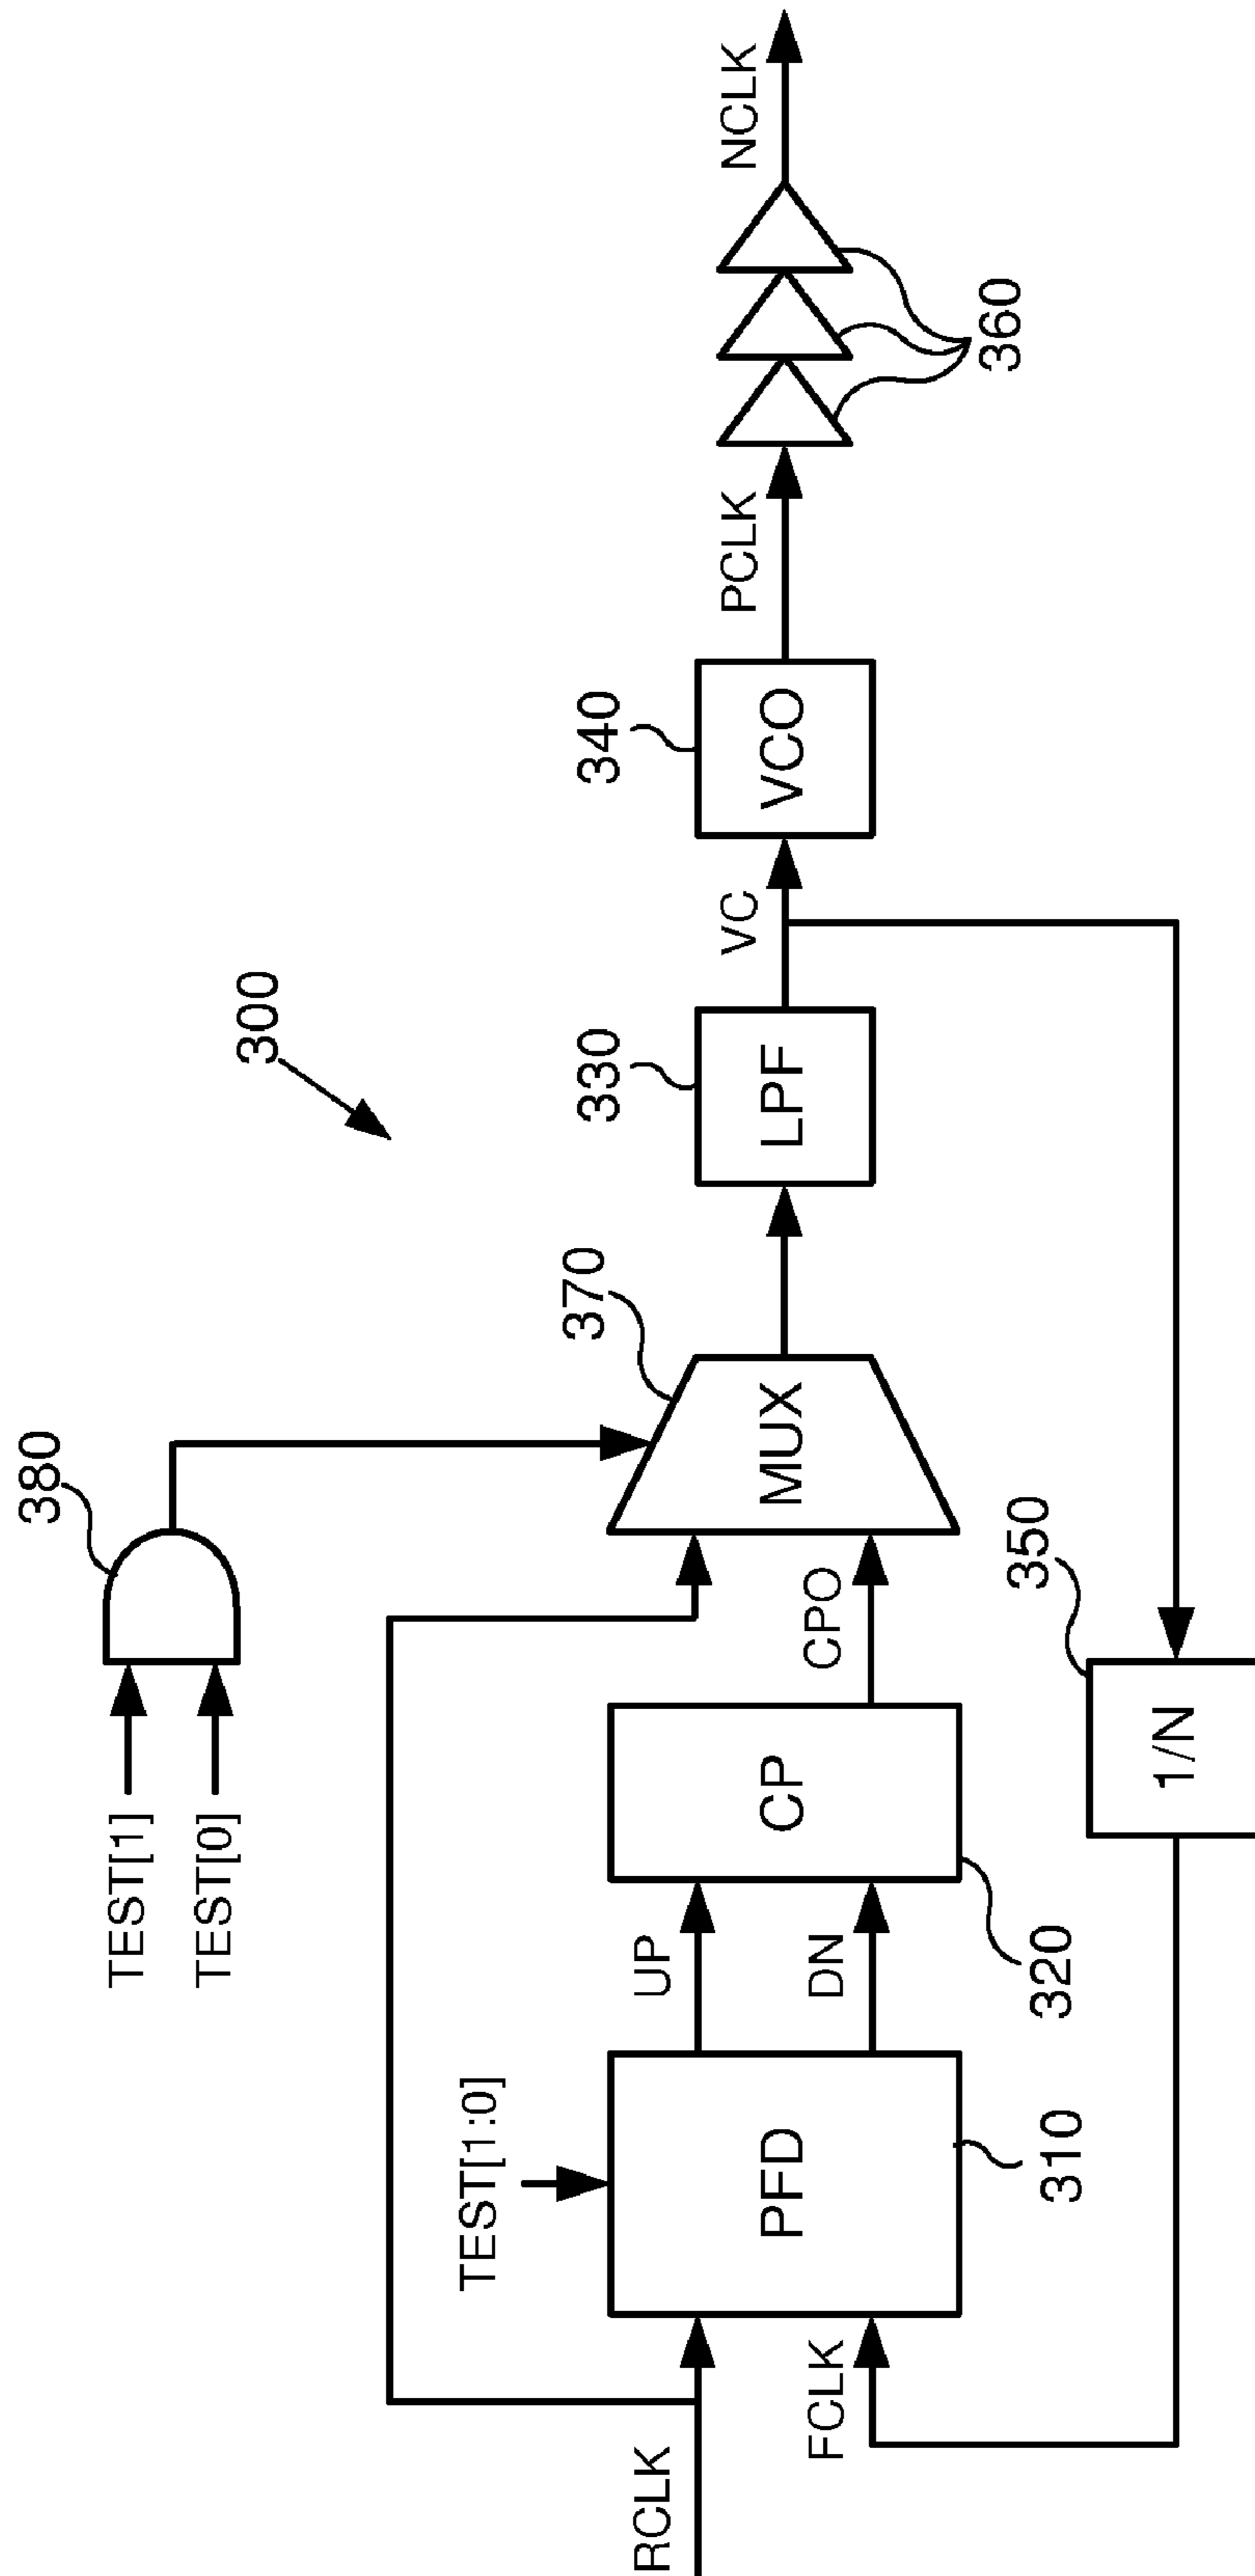 300
TEST[1]
TEST[0]
380
TEST[1:0]
RCLK
FCLK
PFD
310
UP
DN
CP
320
CPO
MUX
370
LPF
330
VC
VCO
340
PCLK
360
NCLK
1/N
350